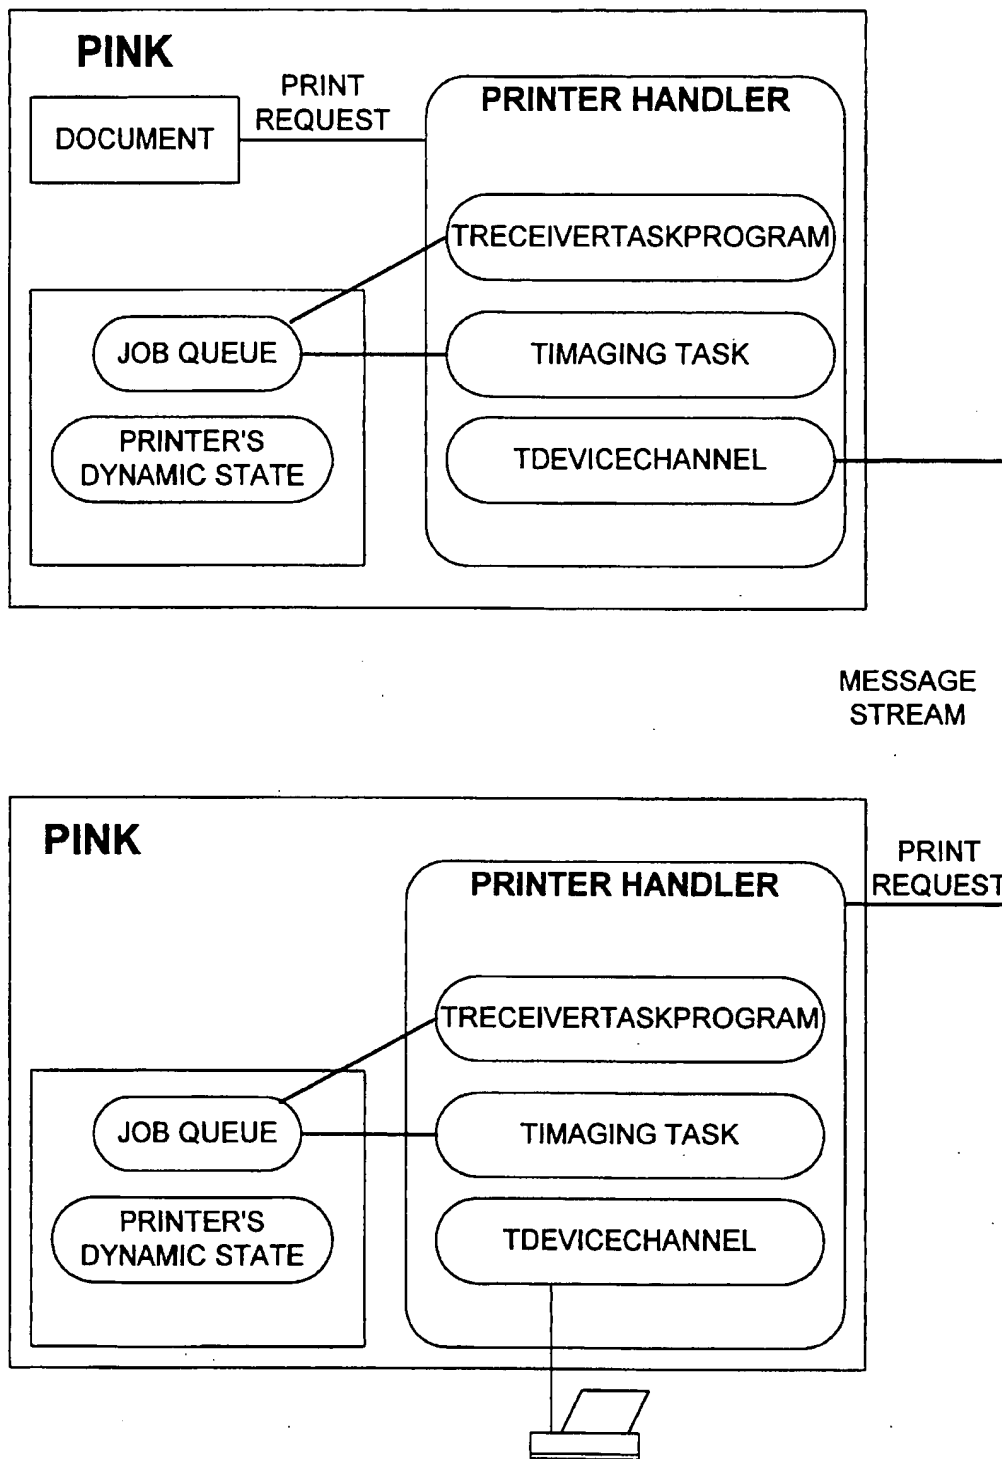 PINK
PRINT
REQUEST
PRINTER HANDLER
DOCUMENT
TRECEIVERTASKPROGRAM
JOB QUEUE
TIMAGING TASK
PRINTER'S
DYNAMIC STATE
TDEVICECHANNEL
MESSAGE
STREAM
PINK
PRINT
REQUEST
PRINTER HANDLER
TRECEIVERTASKPROGRAM
JOB QUEUE
TIMAGING TASK
PRINTER'S
DYNAMIC STATE
TDEVICECHANNEL